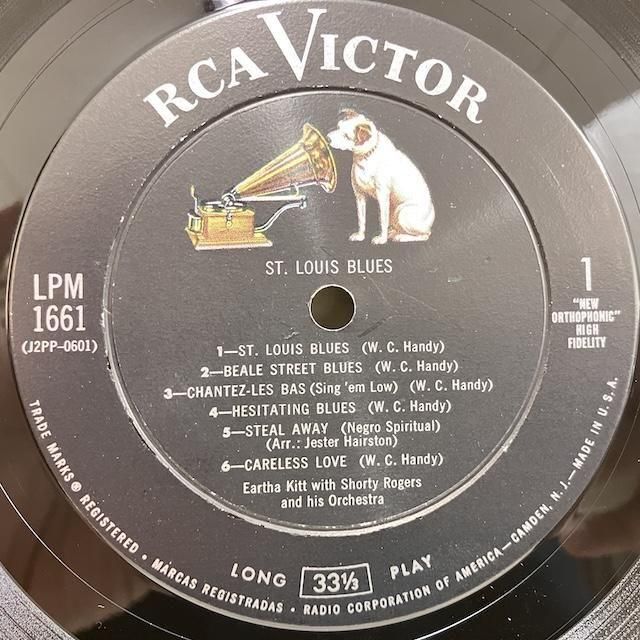 RCA VICTOR
ST. LOUIS BLUES
LPM
1661
(J2PP-0601)
1
"NEW
ORTHOPHONIC"
HIGH
FIDELITY
1—ST. LOUIS BLUES (W. C. Handy)
2—BEALE STREET BLUES (W. C. Handy)
3—CHANTEZ-LES BAS (Sing 'em Low) (W. C. Handy)
4—HESITATING BLUES (W. C. Handy)
5—STEAL AWAY (Negro Spiritual)
(Arr.: Jester Hairston)
6—CARELESS LOVE (W. C. Handy)
Eartha Kitt with Shorty Rogers
and his Orchestra
LONG 33⅓ PLAY
TRADE MARKS ® REGISTERED • MARCAS REGISTRADAS • RADIO CORPORATION OF AMERICA—CAMDEN, N. J.—MADE IN U. S. A.